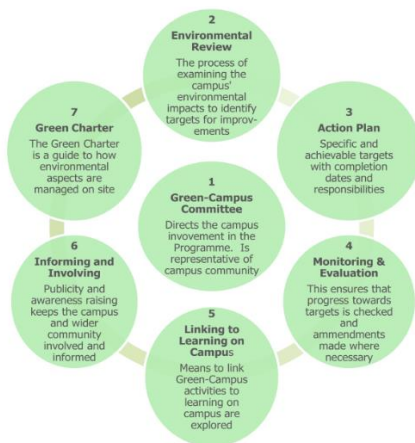 1
Green-Campus
Committee
Directs the campus
invovement in the
Programme. Is
representative of
campus community
2
Environmental
Review
The process of
examining the
campus'
environmental
impacts to identify
targets for improv-
ements
3
Action Plan
Specific and
achievable targets
with completion
dates and
responsibilities
4
Monitoring &
Evaluation
This ensures that
progress towards
targets is checked
and ammendments
made where
necessary
5
Linking to
Learning on
Campus
Means to link
Green-Campus
activities to
learning on
campus are
explored
6
Informing and
Involving
Publicity and
awareness raising
keeps the campus
and wider
community
involved and
informed
7
Green Charter
The Green Charter
is a guide to how
environmental
aspects are
managed on site